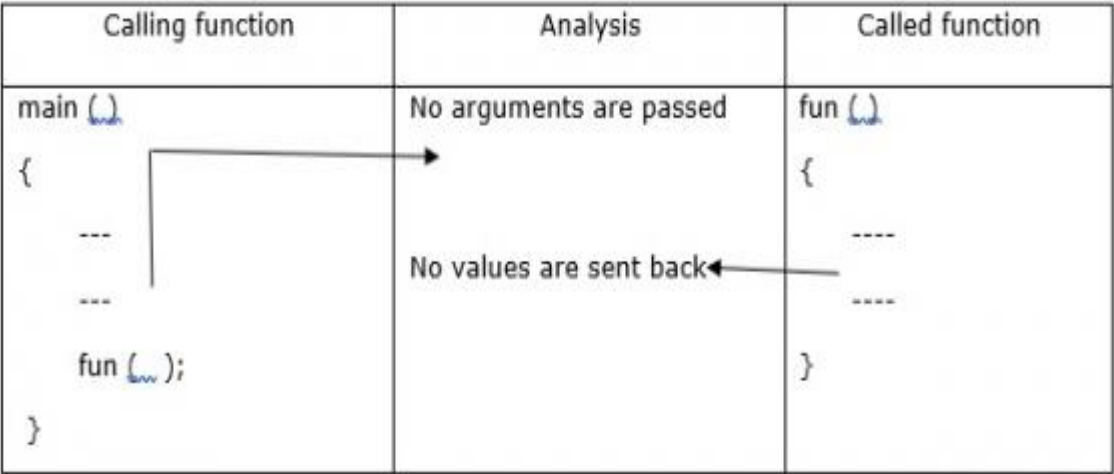 Calling function
Analysis
Called function
main ( )
{
---
---
fun ( );
}
No arguments are passed
No values are sent back
fun ( )
{
----
----
}